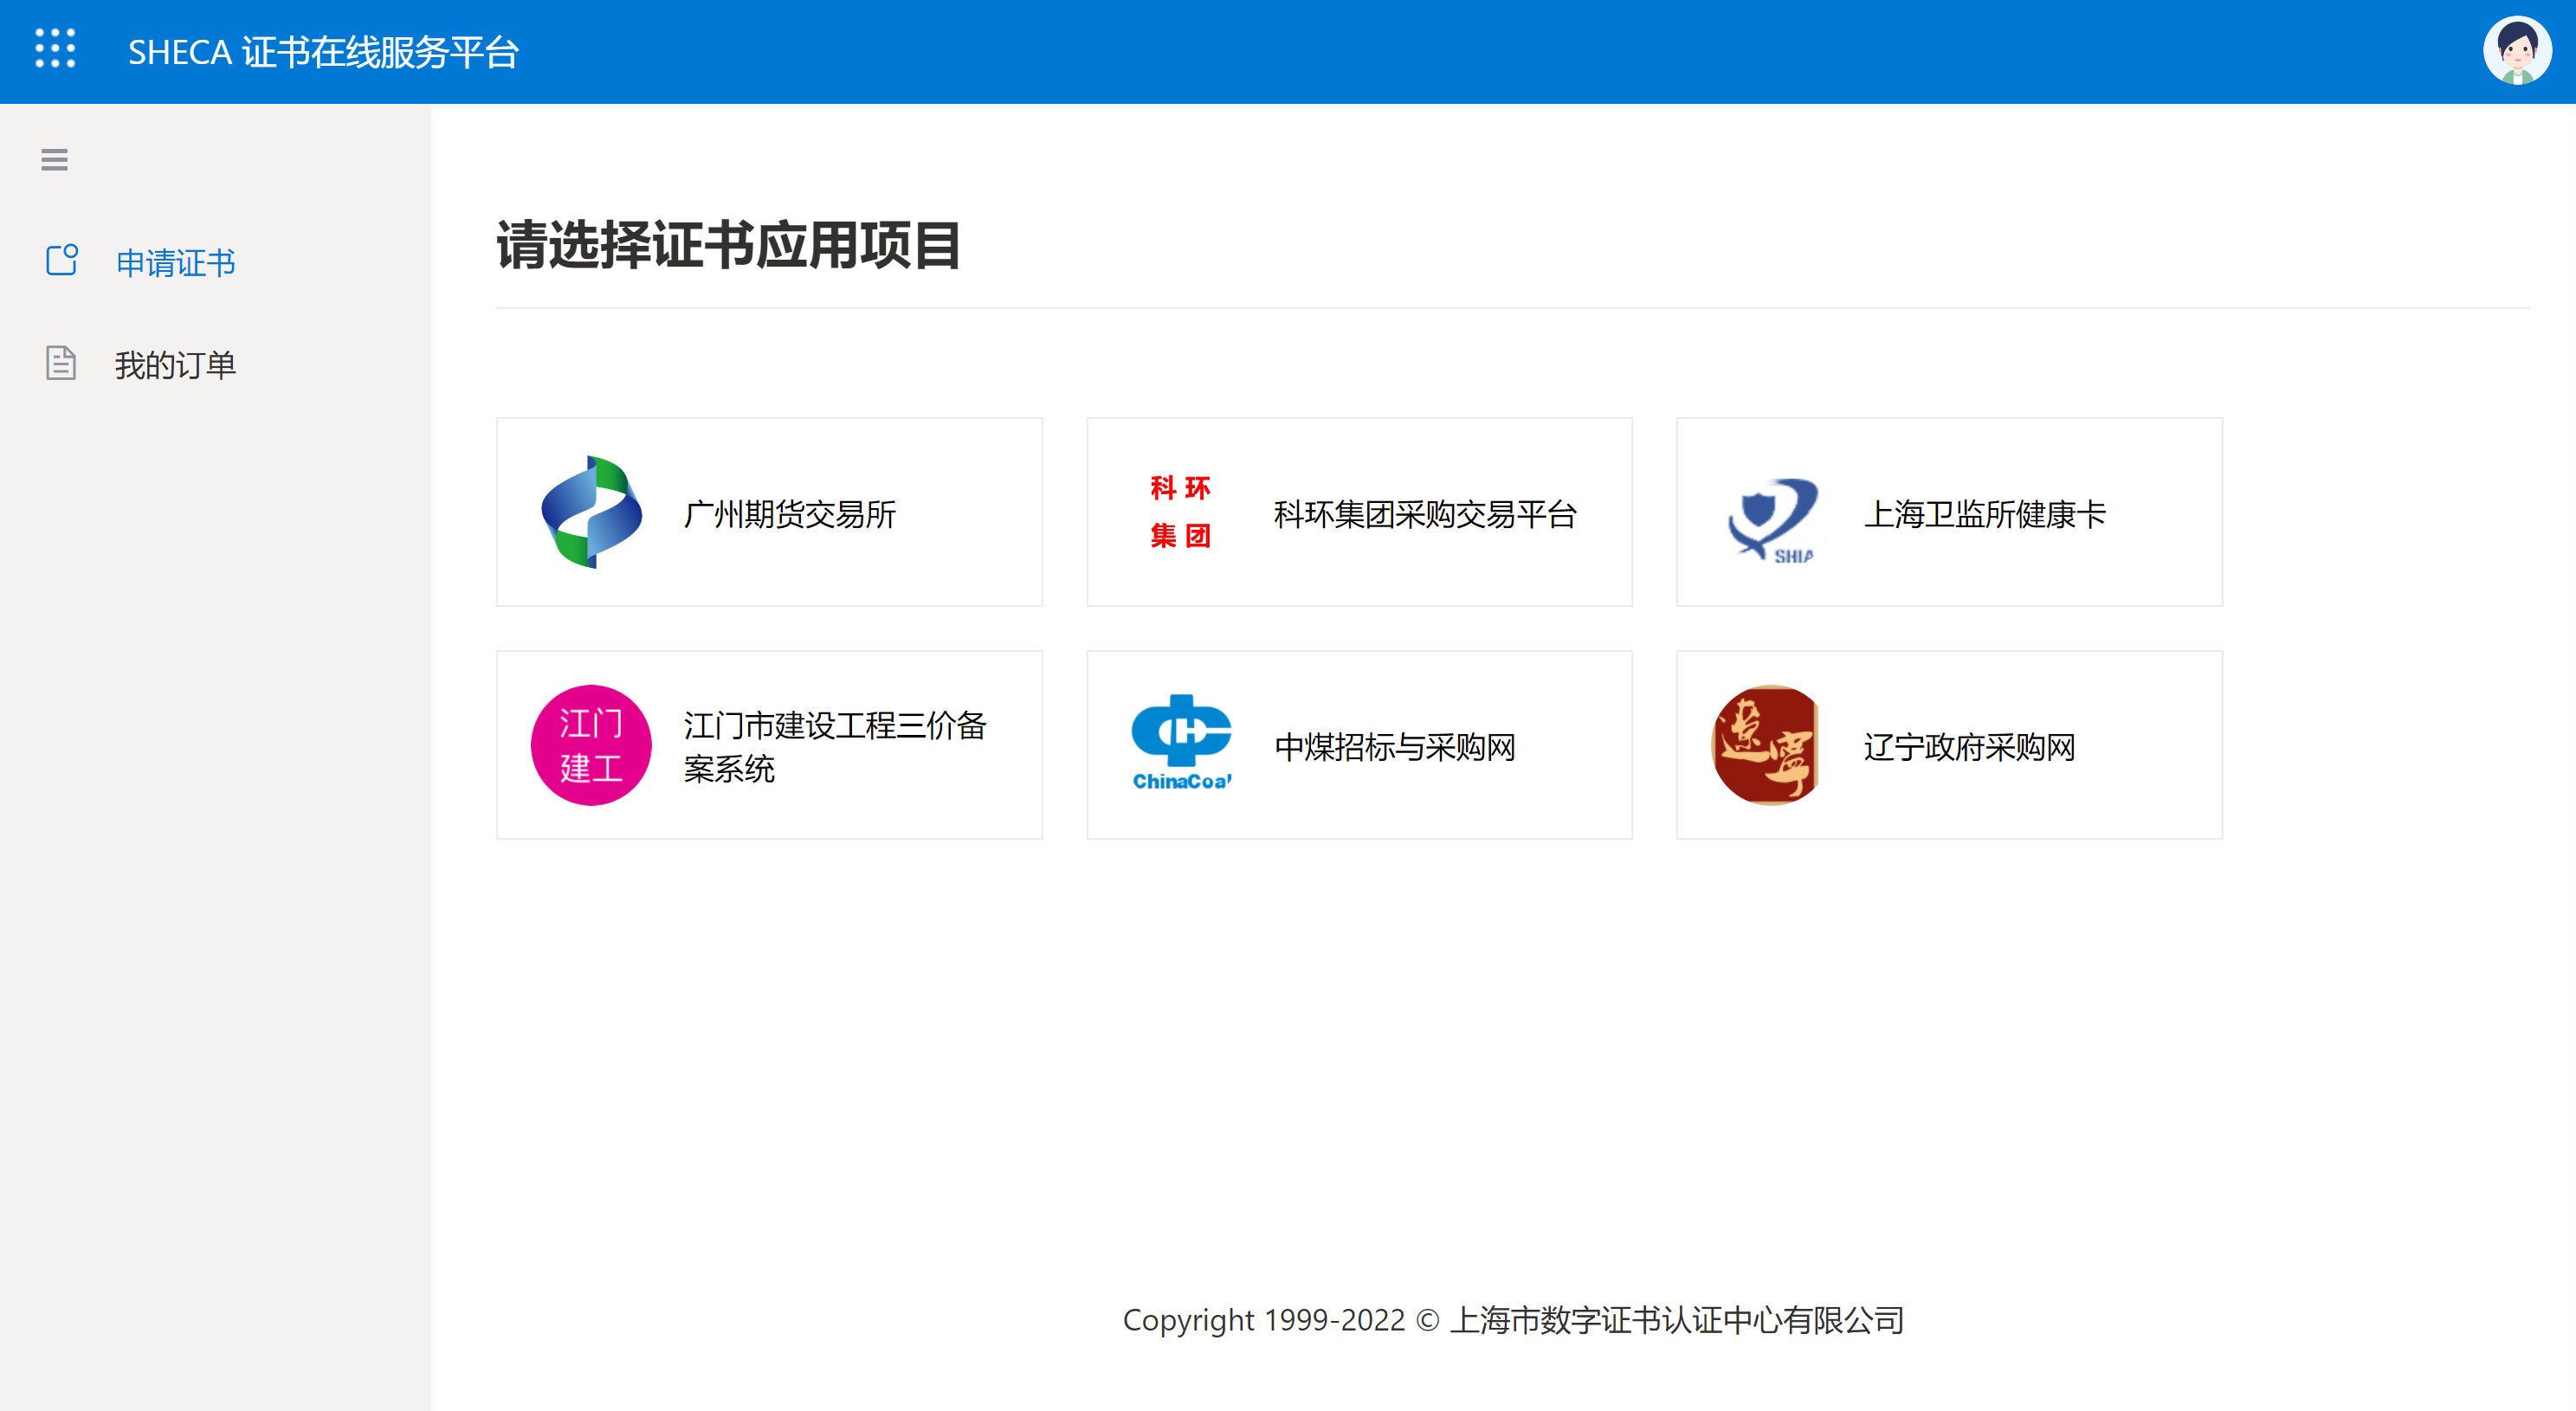 SHECA 证书在线服务平台
申请证书
我的订单
请选择证书应用项目
广州期货交易所
科环
集团
科环集团采购交易平台
SHIA
上海卫监所健康卡
江门
建工
江门市建设工程三价备
案系统
ChinaCoal
中煤招标与采购网
遼寧
辽宁政府采购网
Copyright 1999-2022 © 上海市数字证书认证中心有限公司